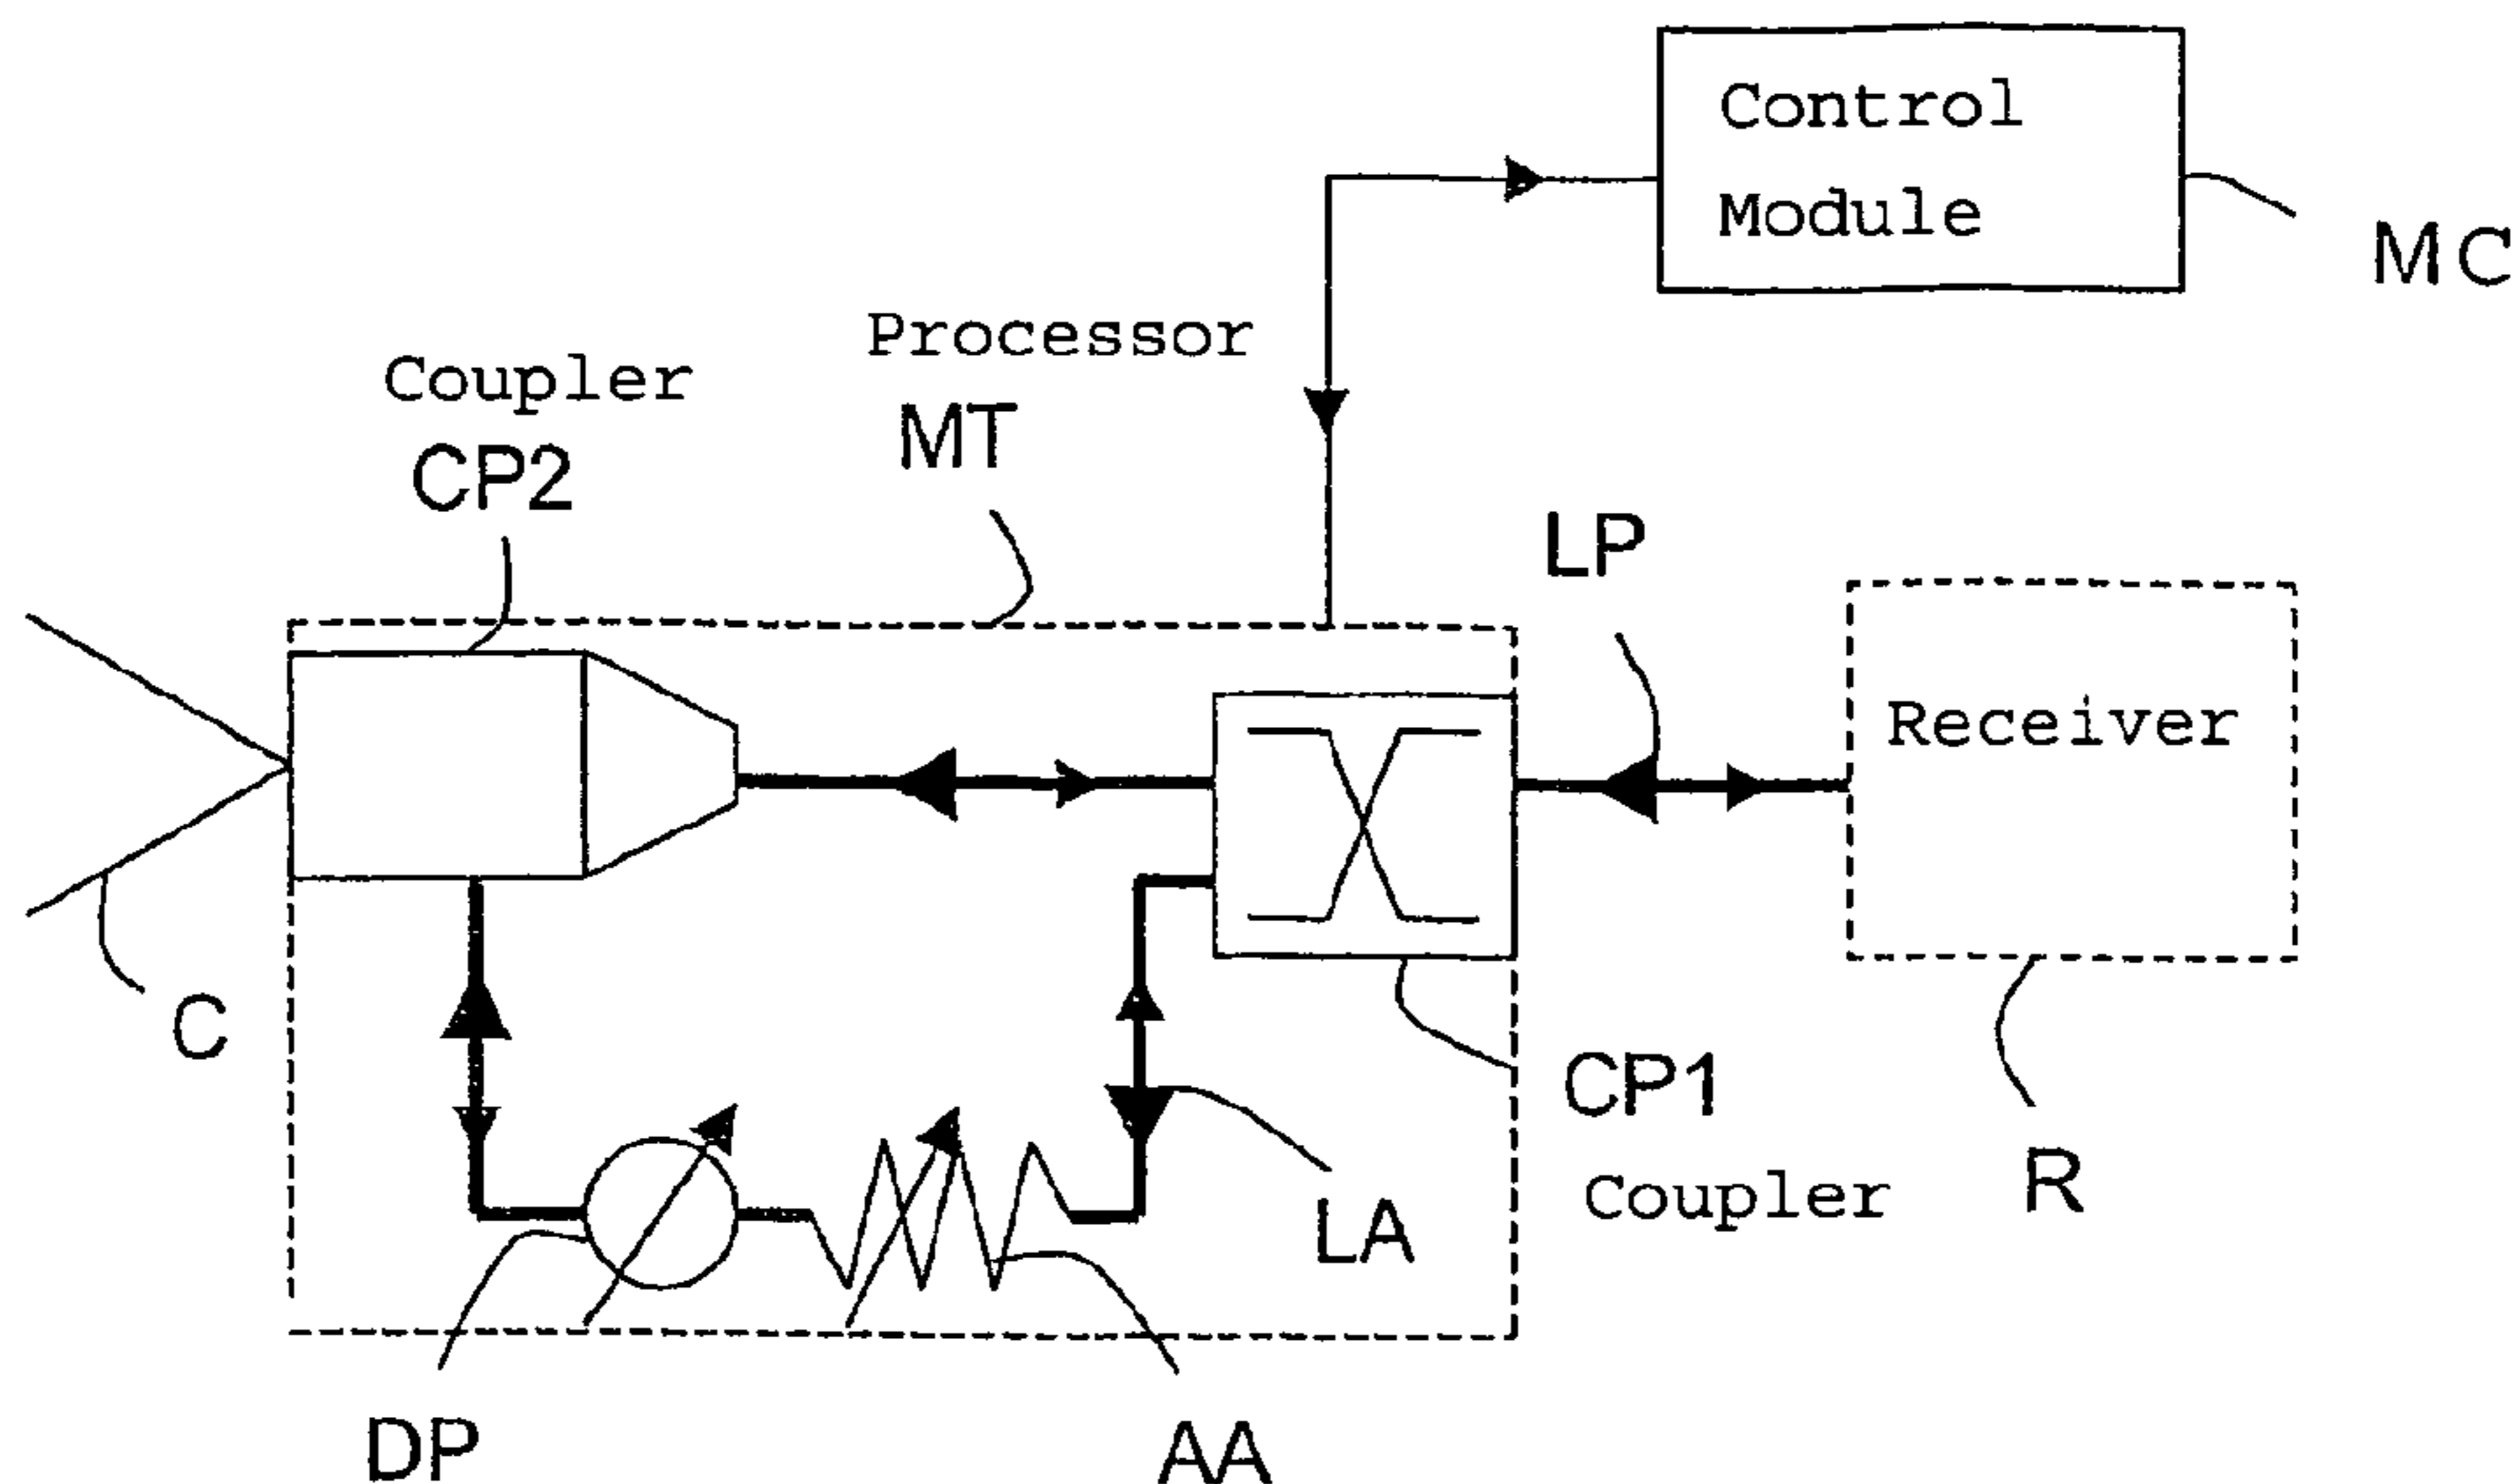 Control
Module
MC
Processor
MT
Coupler
CP2
LP
Receiver
C
CP1
Coupler
R
LA
DP
AA